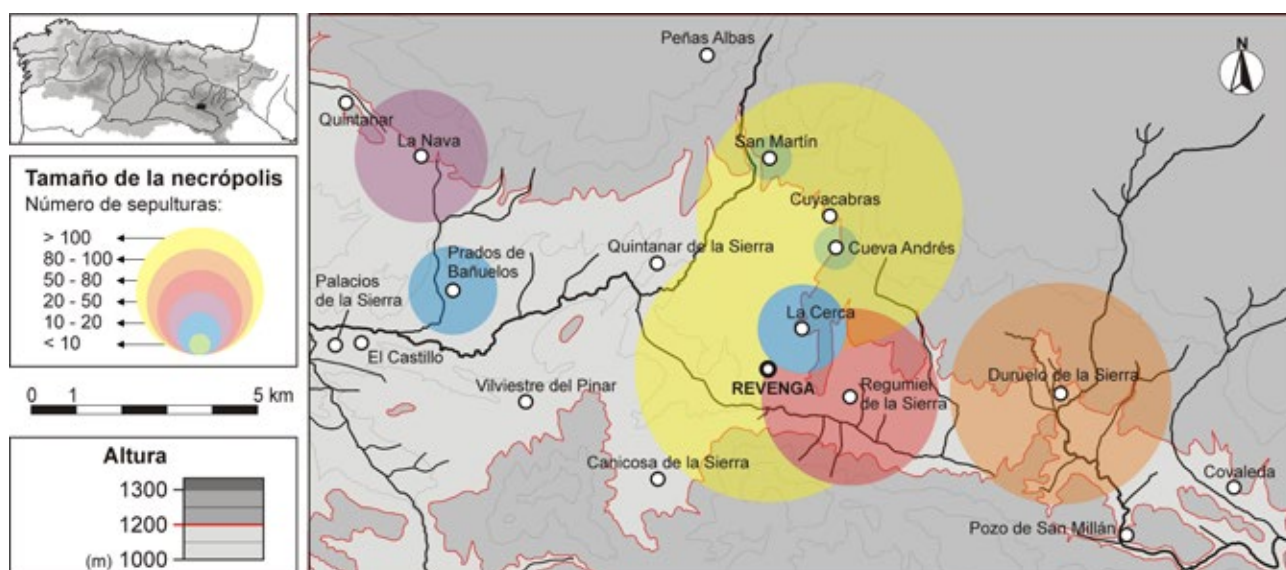 Tamaño de la necrópolis
Número de sepulturas:
> 100
80 - 100
50 - 80
20 - 50
10 - 20
< 10
0 1 5 km
Altura
1300
1200
(m) 1000
Peñas Albas
N
Quintanar
La Nava
San Martín
Cuyacabras
Quintanar de la Sierra
Cueva Andrés
Prados de
Bañuelos
Palacios
de la Sierra
El Castillo
La Cerca
Vilviestre del Pinar
REVENGA
Regumiel
de la Sierra
Duruelo de la Sierra
Canicosa de la Sierra
Covaleda
Pozo de San Millán